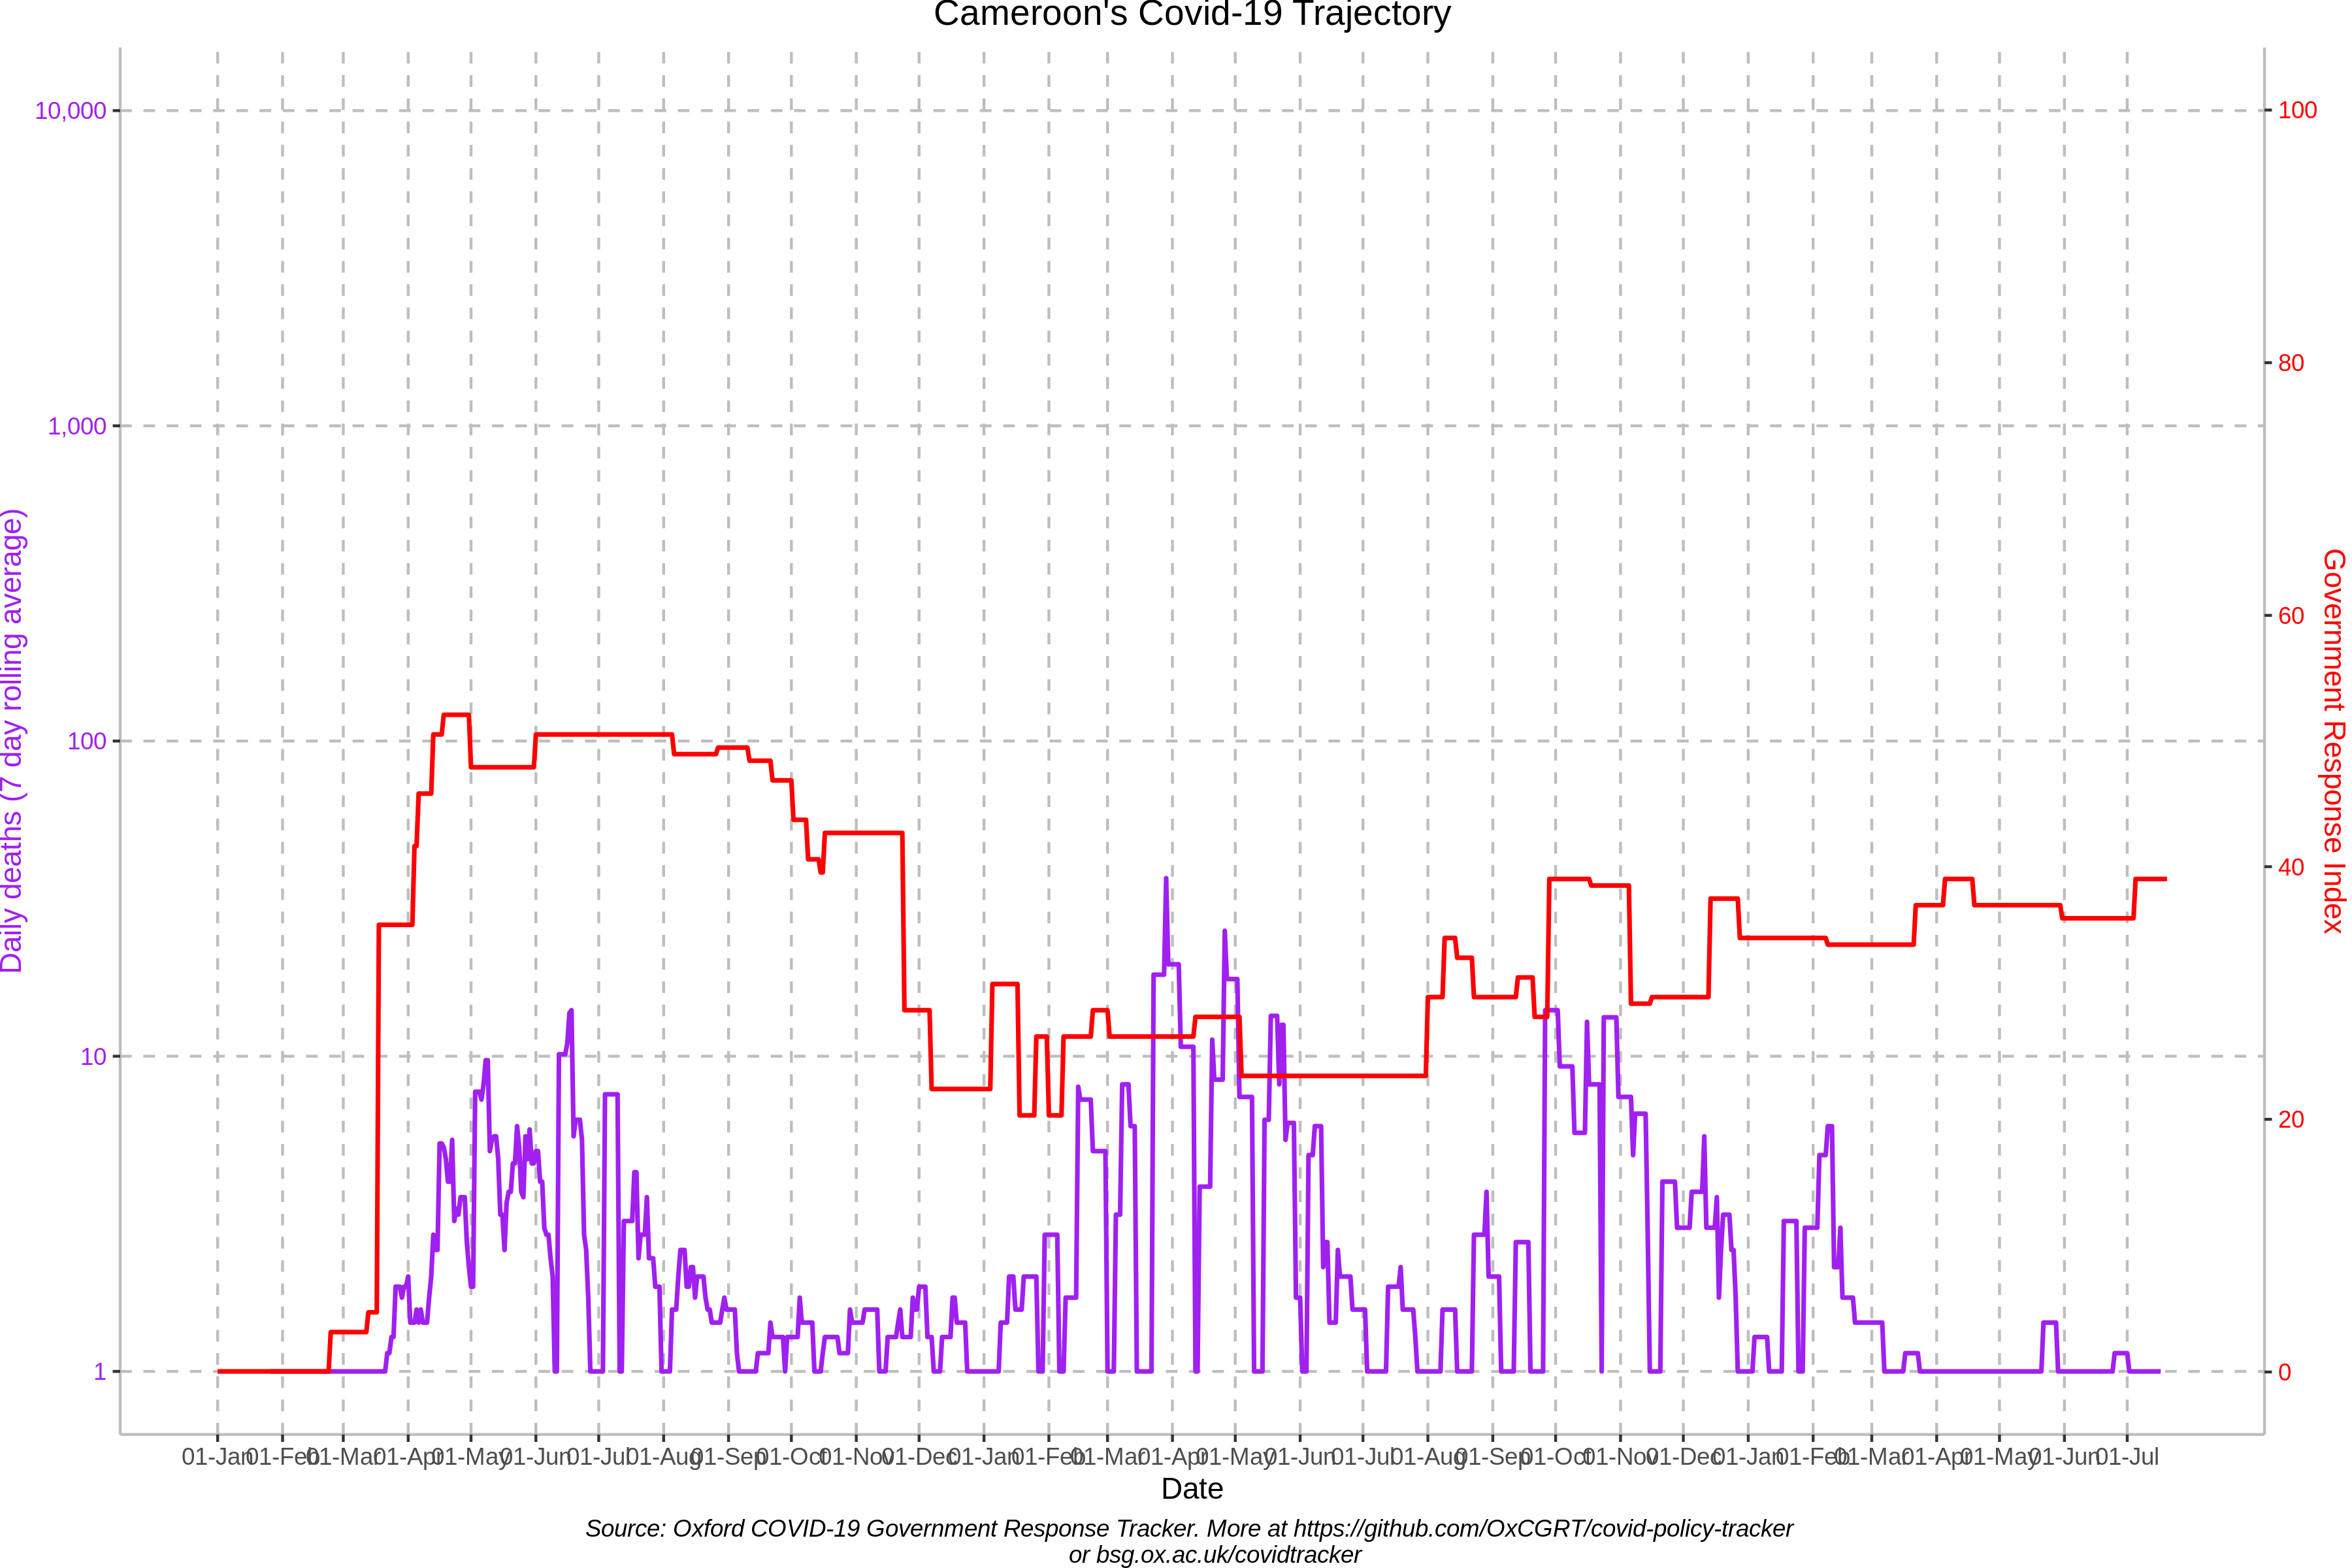 Cameroon's Covid-19 Trajectory
10,000
1,000
100
10
1
Daily deaths (7 day rolling average)
100
80
60
40
20
0
Government Response Index
01-Jan 01-Feb 01-Mar 01-Apr 01-May 01-Jun 01-Jul 01-Aug 01-Sep 01-Oct 01-Nov 01-Dec 01-Jan 01-Feb 01-Mar 01-Apr 01-May 01-Jun 01-Jul 01-Aug 01-Sep 01-Oct 01-Nov 01-Dec 01-Jan 01-Feb 01-Mar 01-Apr 01-May 01-Jun 01-Jul
Date
Source: Oxford COVID-19 Government Response Tracker. More at https://github.com/OxCGRT/covid-policy-tracker
or bsg.ox.ac.uk/covidtracker